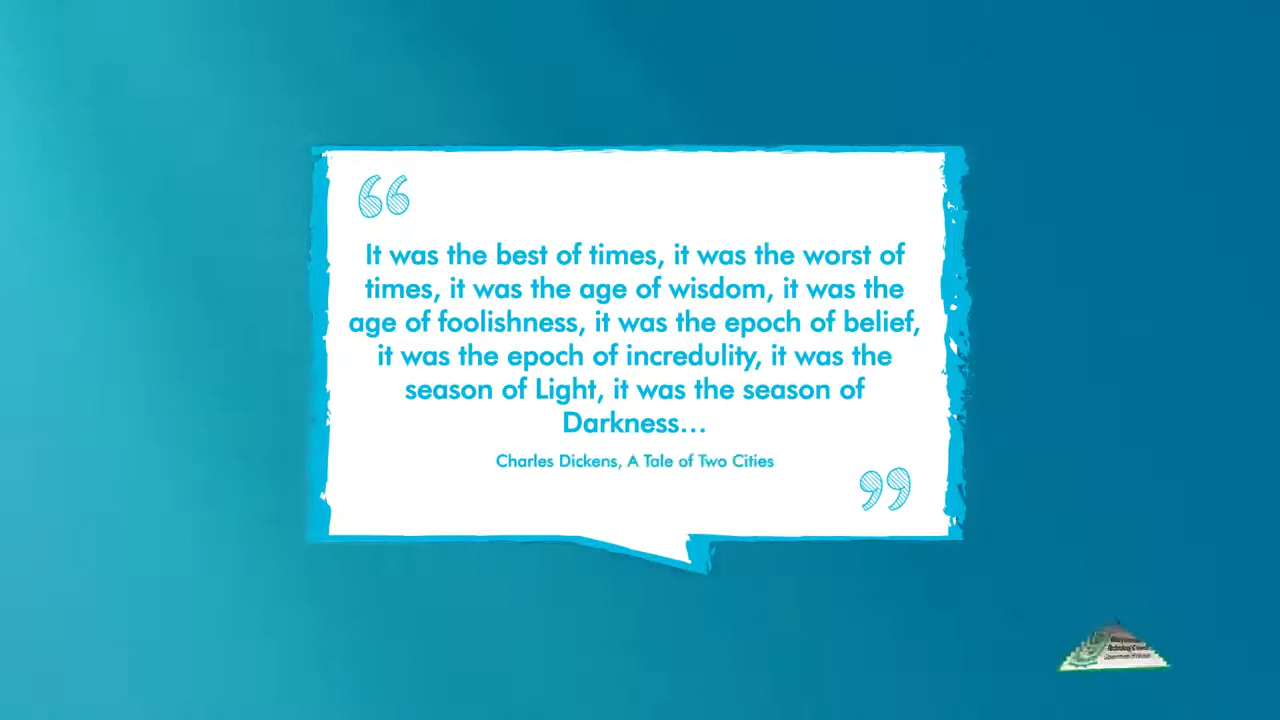 It was the best of times, it was the worst of
times, it was the age of wisdom, it was the
age of foolishness, it was the epoch of belief,
it was the epoch of incredulity, it was the
season of Light, it was the season of
Darkness...
Charles Dickens, A Tale of Two Cities